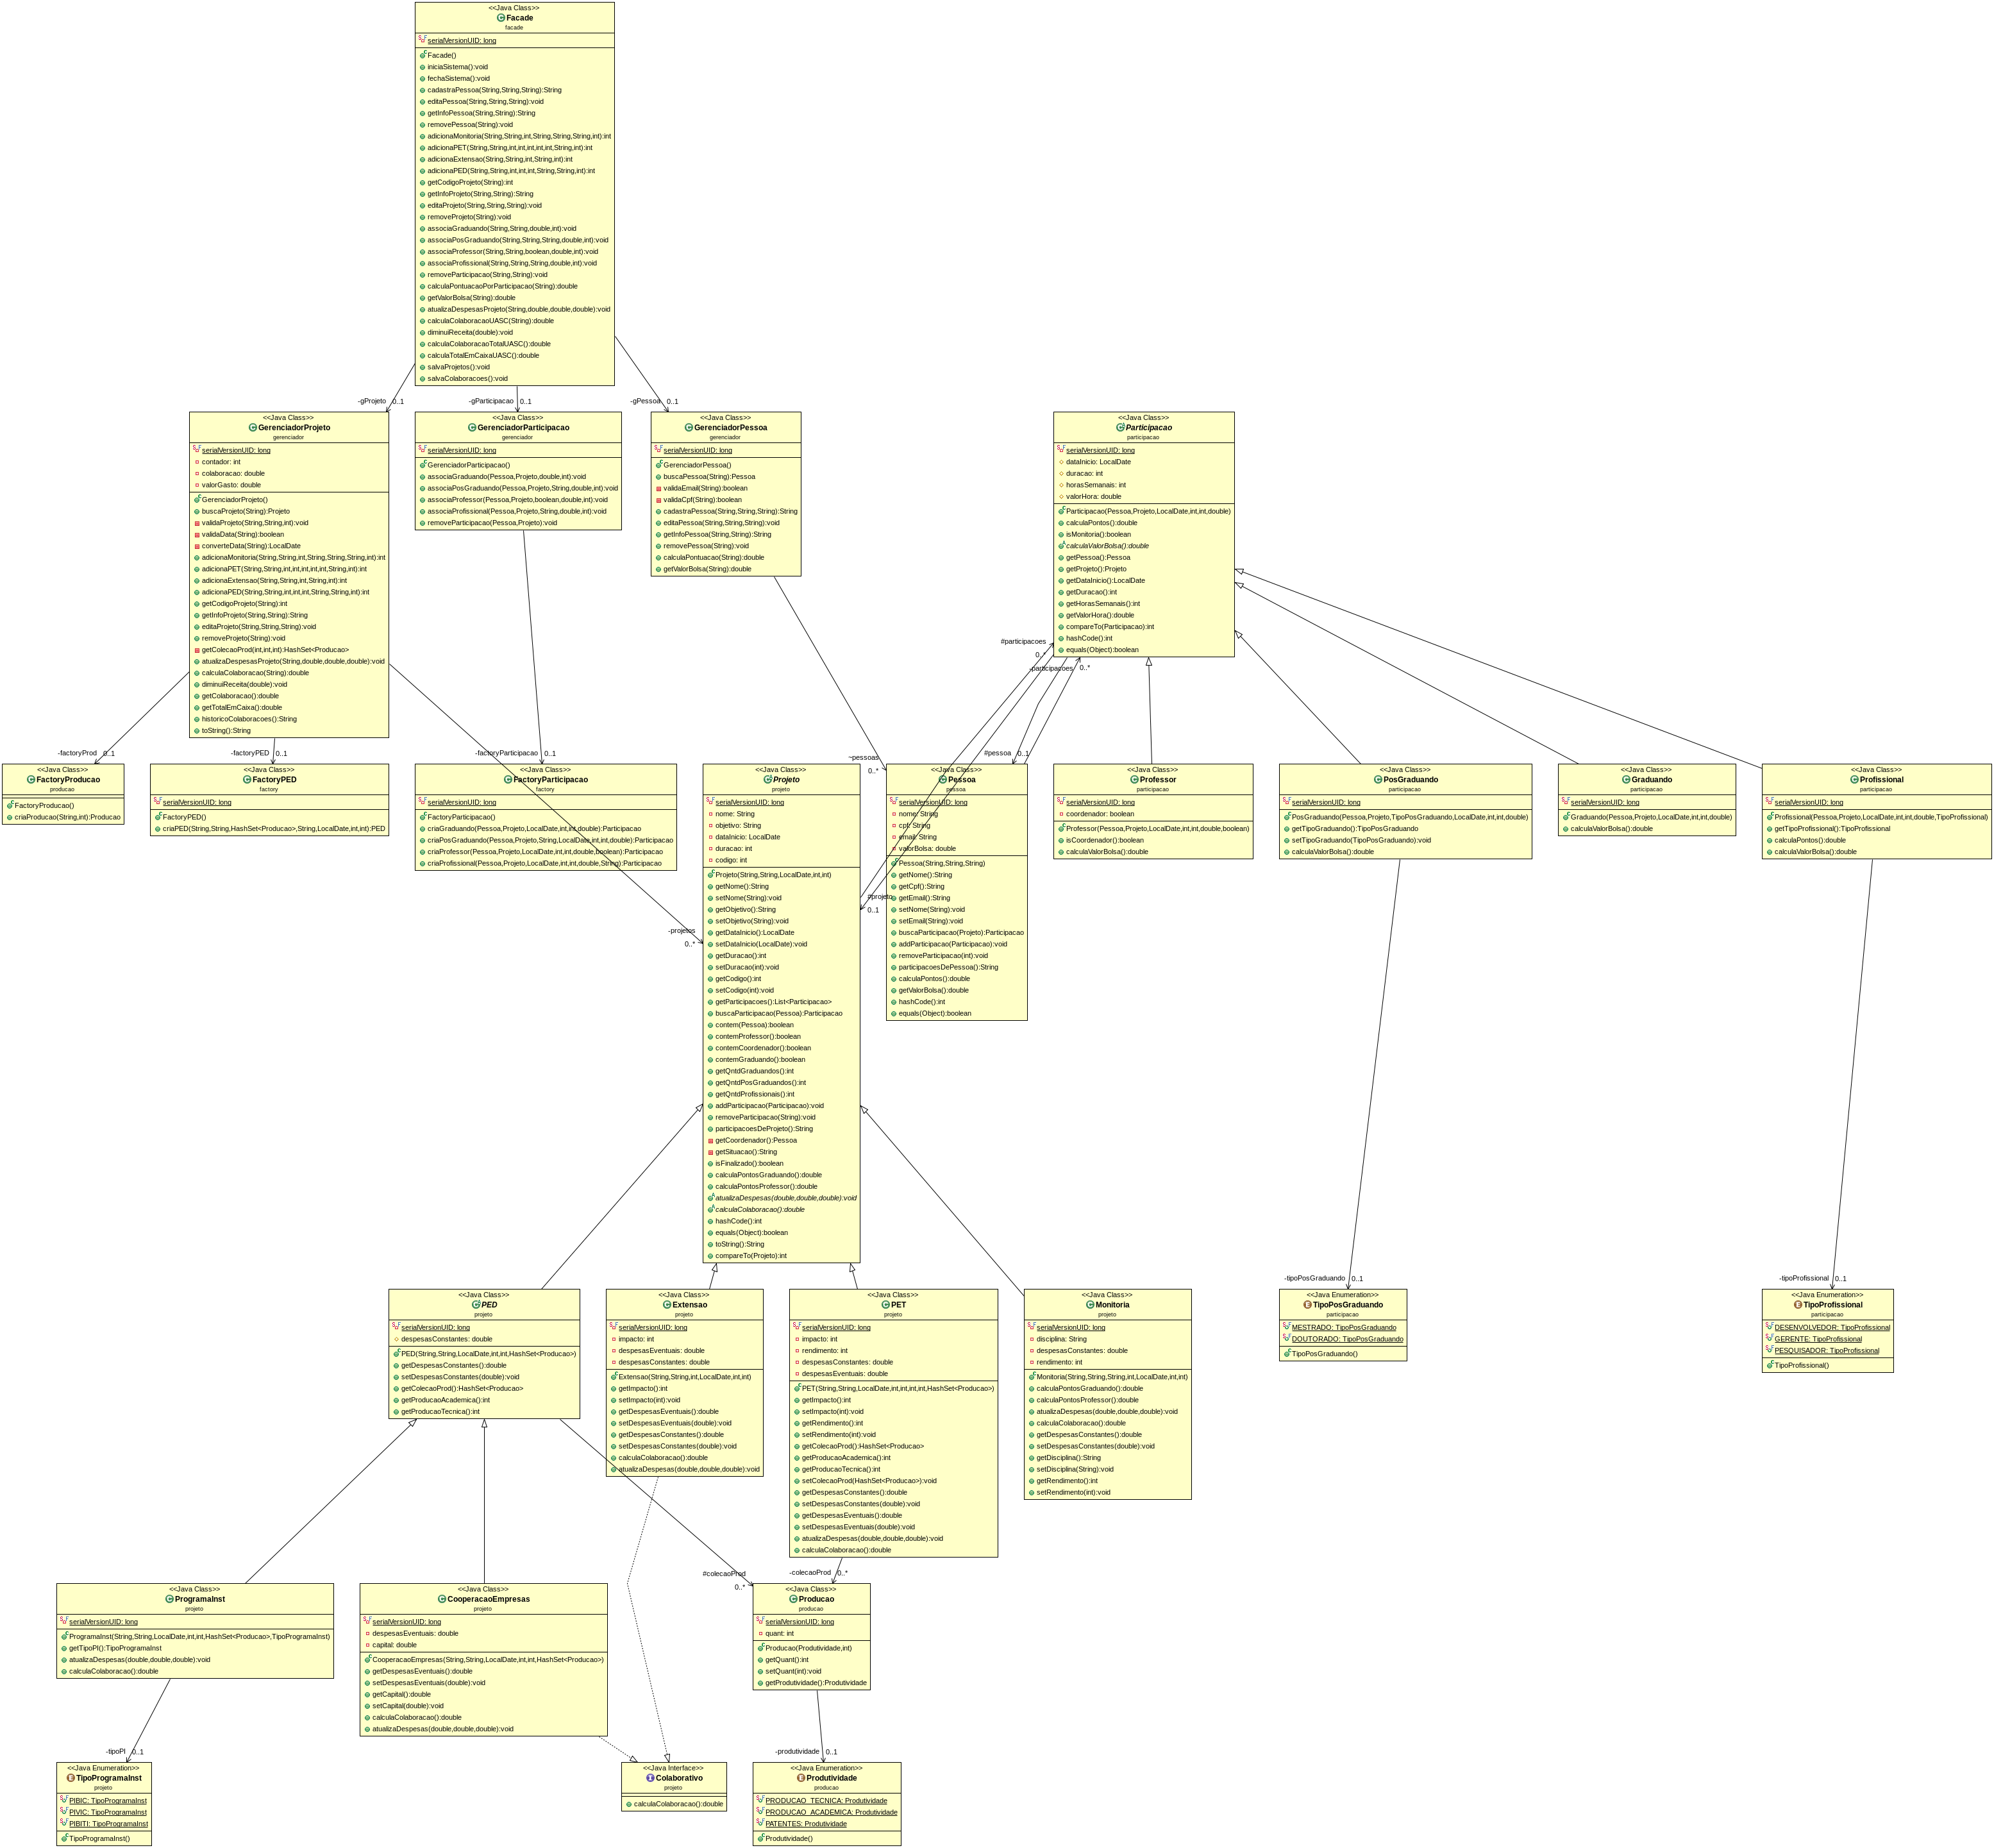 <<Java Class>>
Facade
facade
serialVersionUID: long
Facade()
iniciaSistema():void
fechaSistema():void
cadastraPessoa(String,String,String):String
editaPessoa(String,String,String):void
getInfoPessoa(String,String):String
removePessoa(String):void
adicionaMonitoria(String,String,int,String,String,String,int):int
adicionaPET(String,String,int,int,int,int,int,String,int):int
adicionaExtensao(String,String,int,String,int):int
adicionaPED(String,String,int,int,int,String,String,int):int
getCodigoProjeto(String):int
getInfoProjeto(String,String):String
editaProjeto(String,String,String):void
removeProjeto(String):void
associaGraduando(String,String,double,int):void
associaPosGraduando(String,String,String,double,int):void
associaProfessor(String,String,boolean,double,int):void
associaProfissional(String,String,String,double,int):void
removeParticipacao(String,String):void
calculaPontuacaoPorParticipacao(String):double
getValorBolsa(String):double
atualizaDespesasProjeto(String,double,double,double):void
calculaColaboracaoUASC(String):double
diminuiReceita(double):void
calculaColaboracaoTotalUASC():double
calculaTotalEmCaixaUASC():double
salvaProjetos():void
salvaColaboracoes():void
-gProjeto 0..1
-gParticipacao 0..1
-gPessoa 0..1
<<Java Class>>
GerenciadorProjeto
gerenciador
serialVersionUID: long
contador: int
colaboracao: double
valorGasto: double
GerenciadorProjeto()
buscaProjeto(String):Projeto
validaProjeto(String,String,int):void
validaData(String):boolean
converteData(String):LocalDate
adicionaMonitoria(String,String,int,String,String,String,int):int
adicionaPET(String,String,int,int,int,int,int,String,int):int
adicionaExtensao(String,String,int,String,int):int
adicionaPED(String,String,int,int,int,String,String,int):int
getCodigoProjeto(String):int
getInfoProjeto(String,String):String
editaProjeto(String,String,String):void
removeProjeto(String):void
getColecaoProd(int,int,int):HashSet<Producao>
atualizaDespesasProjeto(String,double,double,double):void
calculaColaboracao(String):double
diminuiReceita(double):void
getColaboracao():double
getTotalEmCaixa():double
historicoColaboracoes():String
toString():String
<<Java Class>>
GerenciadorParticipacao
gerenciador
serialVersionUID: long
GerenciadorParticipacao()
associaGraduando(Pessoa,Projeto,double,int):void
associaPosGraduando(Pessoa,Projeto,String,double,int):void
associaProfessor(Pessoa,Projeto,boolean,double,int):void
associaProfissional(Pessoa,Projeto,String,double,int):void
removeParticipacao(Pessoa,Projeto):void
<<Java Class>>
GerenciadorPessoa
gerenciador
serialVersionUID: long
GerenciadorPessoa()
buscaPessoa(String):Pessoa
validaEmail(String):boolean
validaCpf(String):boolean
cadastraPessoa(String,String,String):String
editaPessoa(String,String,String):void
getInfoPessoa(String,String):String
removePessoa(String):void
calculaPontuacao(String):double
getValorBolsa(String):double
<<Java Class>>
Participacao
participacao
serialVersionUID: long
dataInicio: LocalDate
duracao: int
horasSemanais: int
valorHora: double
Participacao(Pessoa,Projeto,LocalDate,int,int,double)
calculaPontos():double
isMonitoria():boolean
calculaValorBolsa():double
getPessoa():Pessoa
getProjeto():Projeto
getDataInicio():LocalDate
getDuracao():int
getHorasSemanais():int
getValorHora():double
compareTo(Participacao):int
hashCode():int
equals(Object):boolean
#participacoes
0..*
-participacoes 0..*
-factoryProd 0..1
-factoryPED 0..1
-factoryParticipacao 0..1
~pessoas
0..*
#pessoa 0..1
<<Java Class>>
FactoryProducao
producao
FactoryProducao()
criaProducao(String,int):Producao
<<Java Class>>
FactoryPED
factory
serialVersionUID: long
FactoryPED()
criaPED(String,String,HashSet<Producao>,String,LocalDate,int,int):PED
<<Java Class>>
FactoryParticipacao
factory
serialVersionUID: long
FactoryParticipacao()
criaGraduando(Pessoa,Projeto,LocalDate,int,int,double):Participacao
criaPosGraduando(Pessoa,Projeto,String,LocalDate,int,int,double):Participacao
criaProfessor(Pessoa,Projeto,LocalDate,int,int,double,boolean):Participacao
criaProfissional(Pessoa,Projeto,LocalDate,int,int,double,String):Participacao
<<Java Class>>
Projeto
projeto
serialVersionUID: long
nome: String
objetivo: String
dataInicio: LocalDate
duracao: int
codigo: int
Projeto(String,String,LocalDate,int,int)
getNome():String
setNome(String):void
getObjetivo():String
setObjetivo(String):void
getDataInicio():LocalDate
setDataInicio(LocalDate):void
getDuracao():int
setDuracao(int):void
getCodigo():int
setCodigo(int):void
getParticipacoes():List<Participacao>
buscaParticipacao(Pessoa):Participacao
contem(Pessoa):boolean
contemProfessor():boolean
contemCoordenador():boolean
contemGraduando():boolean
getQntdGraduandos():int
getQntdPosGraduandos():int
getQntdProfissionais():int
addParticipacao(Participacao):void
removeParticipacao(String):void
participacoesDeProjeto():String
getCoordenador():Pessoa
getSituacao():String
isFinalizado():boolean
calculaPontosGraduando():double
calculaPontosProfessor():double
atualizaDespesas(double,double,double):void
calculaColaboracao():double
hashCode():int
equals(Object):boolean
toString():String
compareTo(Projeto):int
-projetos
0..*
#projeto
0..1
<<Java Class>>
Pessoa
pessoa
serialVersionUID: long
nome: String
cpf: String
email: String
valorBolsa: double
Pessoa(String,String,String)
getNome():String
getCpf():String
getEmail():String
setNome(String):void
setEmail(String):void
buscaParticipacao(Projeto):Participacao
addParticipacao(Participacao):void
removeParticipacao(int):void
participacoesDePessoa():String
calculaPontos():double
getValorBolsa():double
hashCode():int
equals(Object):boolean
<<Java Class>>
Professor
participacao
serialVersionUID: long
coordenador: boolean
Professor(Pessoa,Projeto,LocalDate,int,int,double,boolean)
isCoordenador():boolean
calculaValorBolsa():double
<<Java Class>>
PosGraduando
participacao
serialVersionUID: long
PosGraduando(Pessoa,Projeto,TipoPosGraduando,LocalDate,int,int,double)
getTipoGraduando():TipoPosGraduando
setTipoGraduando(TipoPosGraduando):void
calculaValorBolsa():double
<<Java Class>>
Graduando
participacao
serialVersionUID: long
Graduando(Pessoa,Projeto,LocalDate,int,int,double)
calculaValorBolsa():double
<<Java Class>>
Profissional
participacao
serialVersionUID: long
Profissional(Pessoa,Projeto,LocalDate,int,int,double,TipoProfissional)
getTipoProfissional():TipoProfissional
calculaPontos():double
calculaValorBolsa():double
-tipoPosGraduando 0..1
-tipoProfissional 0..1
<<Java Class>>
PED
projeto
serialVersionUID: long
despesasConstantes: double
PED(String,String,LocalDate,int,int,HashSet<Producao>)
getDespesasConstantes():double
setDespesasConstantes(double):void
getColecaoProd():HashSet<Producao>
getProducaoAcademica():int
getProducaoTecnica():int
<<Java Class>>
Extensao
projeto
serialVersionUID: long
impacto: int
despesasEventuais: double
despesasConstantes: double
Extensao(String,String,int,LocalDate,int,int)
getImpacto():int
setImpacto(int):void
getDespesasEventuais():double
setDespesasEventuais(double):void
getDespesasConstantes():double
setDespesasConstantes(double):void
calculaColaboracao():double
atualizaDespesas(double,double,double):void
<<Java Class>>
PET
projeto
serialVersionUID: long
impacto: int
rendimento: int
despesasConstantes: double
despesasEventuais: double
PET(String,String,LocalDate,int,int,int,int,HashSet<Producao>)
getImpacto():int
setImpacto(int):void
getRendimento():int
setRendimento(int):void
getColecaoProd():HashSet<Producao>
getProducaoAcademica():int
getProducaoTecnica():int
setColecaoProd(HashSet<Producao>):void
getDespesasConstantes():double
setDespesasConstantes(double):void
getDespesasEventuais():double
setDespesasEventuais(double):void
atualizaDespesas(double,double,double):void
calculaColaboracao():double
<<Java Class>>
Monitoria
projeto
serialVersionUID: long
disciplina: String
despesasConstantes: double
rendimento: int
Monitoria(String,String,String,int,LocalDate,int,int)
calculaPontosGraduando():double
calculaPontosProfessor():double
atualizaDespesas(double,double,double):void
calculaColaboracao():double
getDespesasConstantes():double
setDespesasConstantes(double):void
getDisciplina():String
setDisciplina(String):void
getRendimento():int
setRendimento(int):void
<<Java Enumeration>>
TipoPosGraduando
participacao
MESTRADO: TipoPosGraduando
DOUTORADO: TipoPosGraduando
TipoPosGraduando()
<<Java Enumeration>>
TipoProfissional
participacao
DESENVOLVEDOR: TipoProfissional
GERENTE: TipoProfissional
PESQUISADOR: TipoProfissional
TipoProfissional()
#colecaoProd
0..*
-colecaoProd 0..*
<<Java Class>>
ProgramaInst
projeto
serialVersionUID: long
ProgramaInst(String,String,LocalDate,int,int,HashSet<Producao>,TipoProgramaInst)
getTipoPI():TipoProgramaInst
atualizaDespesas(double,double,double):void
calculaColaboracao():double
<<Java Class>>
CooperacaoEmpresas
projeto
serialVersionUID: long
despesasEventuais: double
capital: double
CooperacaoEmpresas(String,String,LocalDate,int,int,HashSet<Producao>)
getDespesasEventuais():double
setDespesasEventuais(double):void
getCapital():double
setCapital(double):void
calculaColaboracao():double
atualizaDespesas(double,double,double):void
<<Java Class>>
Producao
producao
serialVersionUID: long
quant: int
Producao(Produtividade,int)
getQuant():int
setQuant(int):void
getProdutividade():Produtividade
-tipoPI 0..1
-produtividade 0..1
<<Java Enumeration>>
TipoProgramaInst
projeto
PIBIC: TipoProgramaInst
PIVIC: TipoProgramaInst
PIBITI: TipoProgramaInst
TipoProgramaInst()
<<Java Interface>>
Colaborativo
projeto
calculaColaboracao():double
<<Java Enumeration>>
Produtividade
producao
PRODUCAO_TECNICA: Produtividade
PRODUCAO_ACADEMICA: Produtividade
PATENTES: Produtividade
Produtividade()